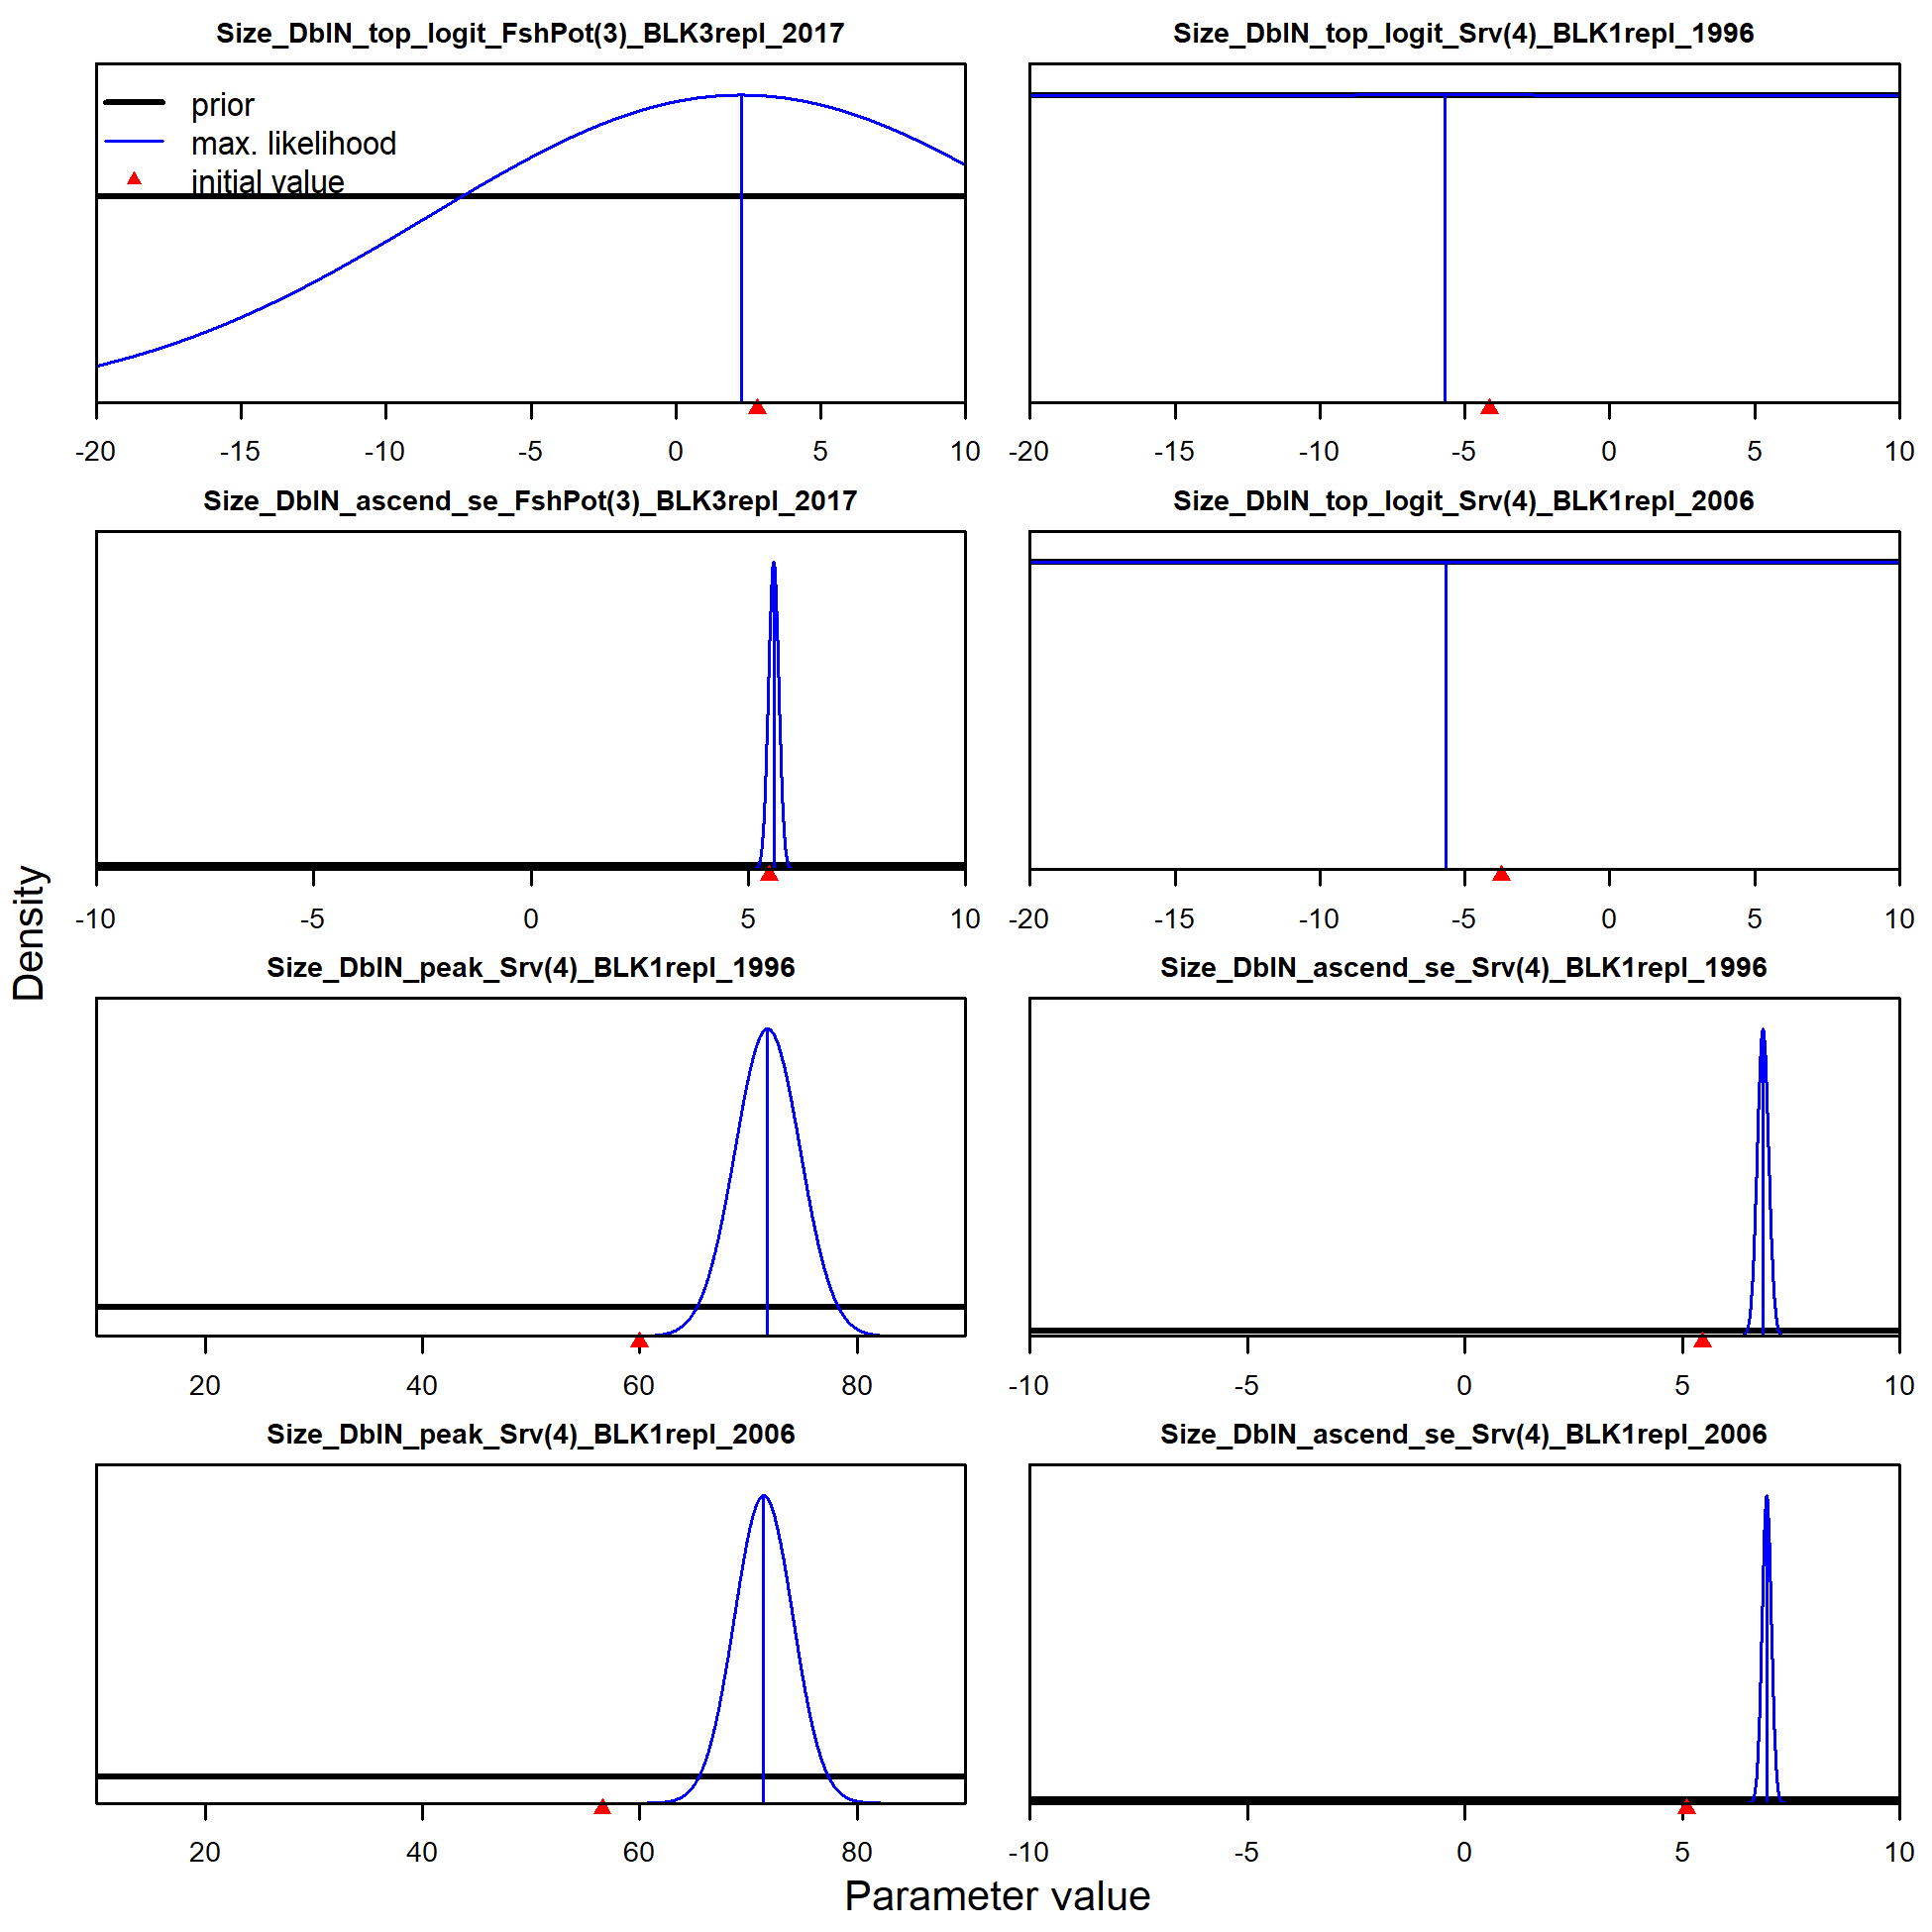 Size_DblN_top_logit_FshPot(3)_BLK3repl_2017
prior
max. likelihood
initial value
-20 -15 -10 -5 0 5 10
Size_DblN_top_logit_Srv(4)_BLK1repl_1996
-20 -15 -10 -5 0 5 10
Size_DblN_ascend_se_FshPot(3)_BLK3repl_2017
-10 -5 0 5 10
Size_DblN_top_logit_Srv(4)_BLK1repl_2006
-20 -15 -10 -5 0 5 10
Size_DblN_peak_Srv(4)_BLK1repl_1996
20 40 60 80
Size_DblN_ascend_se_Srv(4)_BLK1repl_1996
-10 -5 0 5 10
Size_DblN_peak_Srv(4)_BLK1repl_2006
20 40 60 80
Size_DblN_ascend_se_Srv(4)_BLK1repl_2006
-10 -5 0 5 10
Density
Parameter value